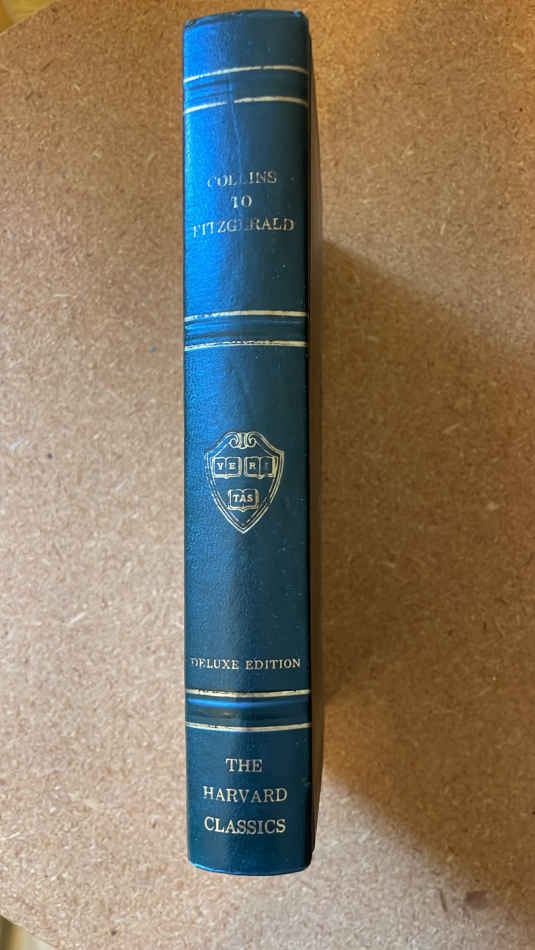 COLLINS
TO
FITZGERALD
VE RI
TAS
DELUXE EDITION
THE
HARVARD
CLASSICS